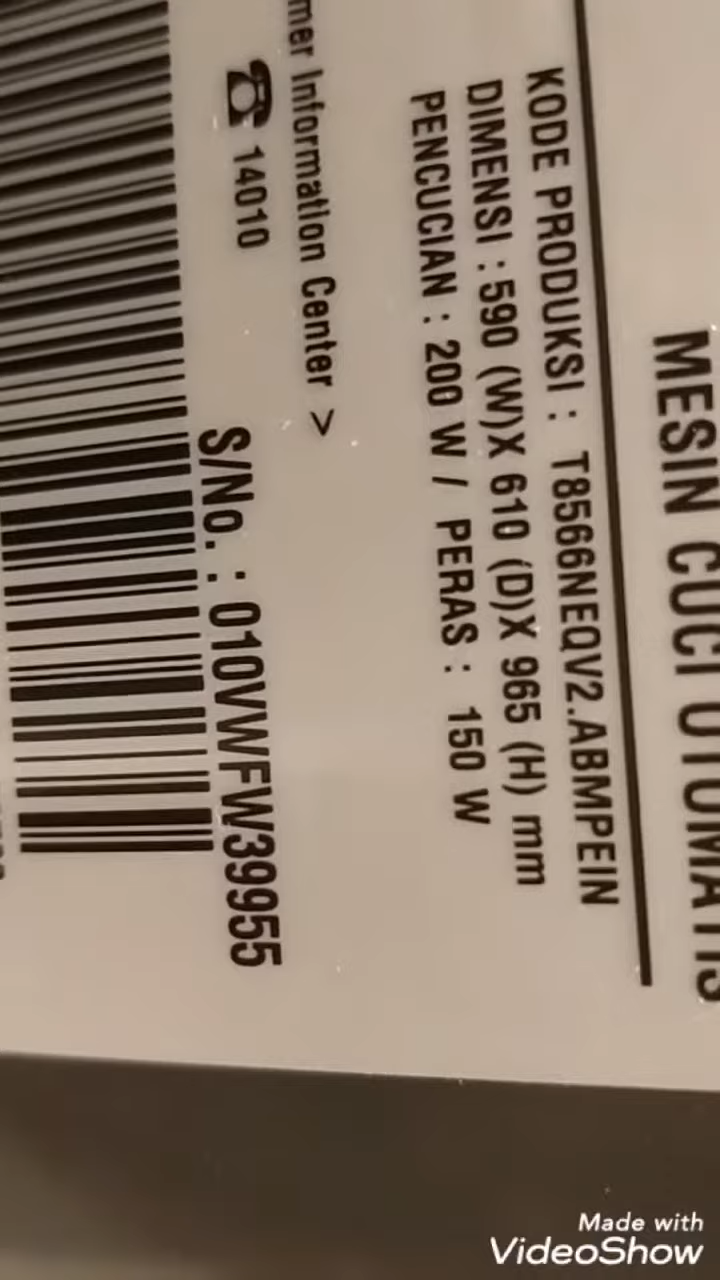 MESIN CUCI OTOMATIS
KODE PRODUKSI : T8566NEQV2.ABMPEIN
DIMENSI : 590 (W)X 610 (D)X 965 (H) mm
PENCUCIAN : 200 W / PERAS : 150 W
mer Information Center >
14010
S/No. : 010VWFW39955
Made with
VideoShow